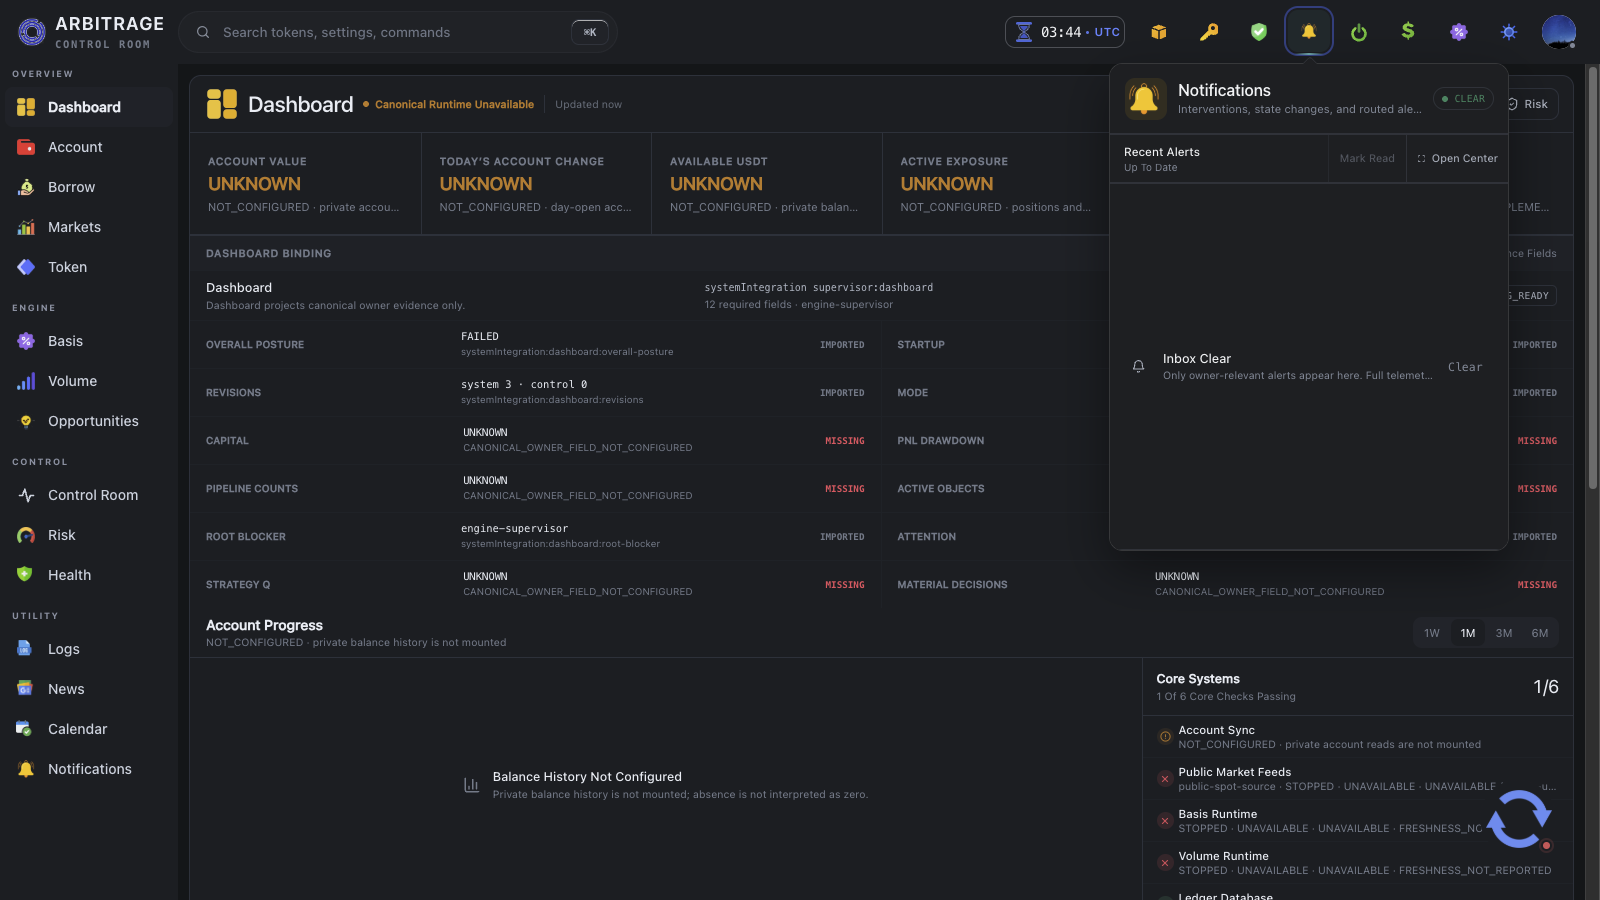 ARBITRAGE
CONTROL ROOM
Search tokens, settings, commands
⌘K
03:44 • UTC
OVERVIEW
Dashboard
Account
Borrow
Markets
Token
ENGINE
Basis
Volume
Opportunities
CONTROL
Control Room
Risk
Health
UTILITY
Logs
News
Calendar
Notifications
Dashboard
Canonical Runtime Unavailable
Updated now
Risk
ACCOUNT VALUE
UNKNOWN
NOT_CONFIGURED · private accou...
TODAY'S ACCOUNT CHANGE
UNKNOWN
NOT_CONFIGURED · day-open acc...
AVAILABLE USDT
UNKNOWN
NOT_CONFIGURED · private balan...
ACTIVE EXPOSURE
UNKNOWN
NOT_CONFIGURED · positions and...
PLEME...
Notifications
Interventions, state changes, and routed ale...
CLEAR
Recent Alerts
Up To Date
Mark Read
Open Center
Inbox Clear
Only owner-relevant alerts appear here. Full telemet...
Clear
DASHBOARD BINDING
nce Fields
Dashboard
Dashboard projects canonical owner evidence only.
systemIntegration supervisor:dashboard
12 required fields · engine-supervisor
G_READY
OVERALL POSTURE
FAILED
systemIntegration:dashboard:overall-posture
IMPORTED
STARTUP
IMPORTED
REVISIONS
system 3 · control 0
systemIntegration:dashboard:revisions
IMPORTED
MODE
IMPORTED
CAPITAL
UNKNOWN
CANONICAL_OWNER_FIELD_NOT_CONFIGURED
MISSING
PNL DRAWDOWN
MISSING
PIPELINE COUNTS
UNKNOWN
CANONICAL_OWNER_FIELD_NOT_CONFIGURED
MISSING
ACTIVE OBJECTS
MISSING
ROOT BLOCKER
engine-supervisor
systemIntegration:dashboard:root-blocker
IMPORTED
ATTENTION
IMPORTED
STRATEGY Q
UNKNOWN
CANONICAL_OWNER_FIELD_NOT_CONFIGURED
MISSING
MATERIAL DECISIONS
UNKNOWN
CANONICAL_OWNER_FIELD_NOT_CONFIGURED
MISSING
Account Progress
NOT_CONFIGURED · private balance history is not mounted
1W
1M
3M
6M
Balance History Not Configured
Private balance history is not mounted; absence is not interpreted as zero.
Core Systems
1 Of 6 Core Checks Passing
1/6
Account Sync
NOT_CONFIGURED · private account reads are not mounted
Public Market Feeds
public-spot-source · STOPPED · UNAVAILABLE · UNAVAILABLE · u...
Basis Runtime
STOPPED · UNAVAILABLE · UNAVAILABLE · FRESHNESS_NO
Volume Runtime
STOPPED · UNAVAILABLE · UNAVAILABLE · FRESHNESS_NOT_REPORTED
Ledger Database